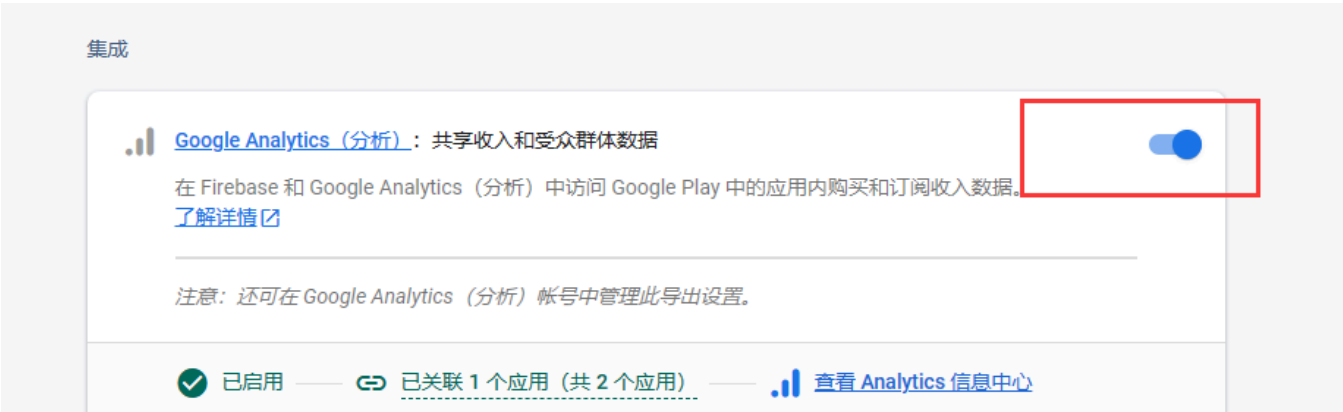 集成
Google Analytics（分析）：共享收入和受众群体数据
在 Firebase 和 Google Analytics（分析）中访问 Google Play 中的应用内购买和订阅收入数据。
了解详情
注意：还可在 Google Analytics（分析）帐号中管理此导出设置。
已启用 已关联 1 个应用（共 2 个应用） 查看 Analytics 信息中心